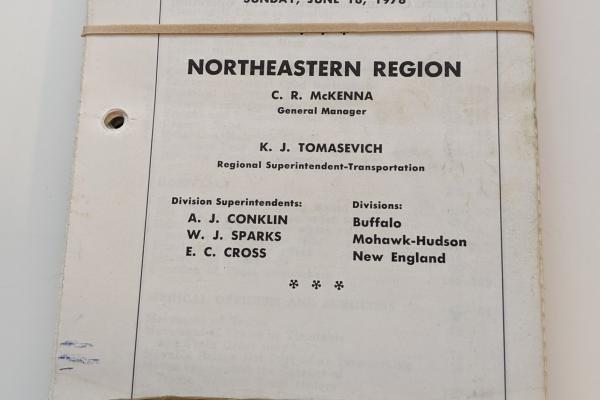 SUNDAY, JUNE 18, 1978
* * *
NORTHEASTERN REGION
C. R. McKENNA
General Manager
K. J. TOMASEVICH
Regional Superintendent-Transportation
Division Superintendents: Divisions:
A. J. CONKLIN Buffalo
W. J. SPARKS Mohawk-Hudson
E. C. CROSS New England
* * *